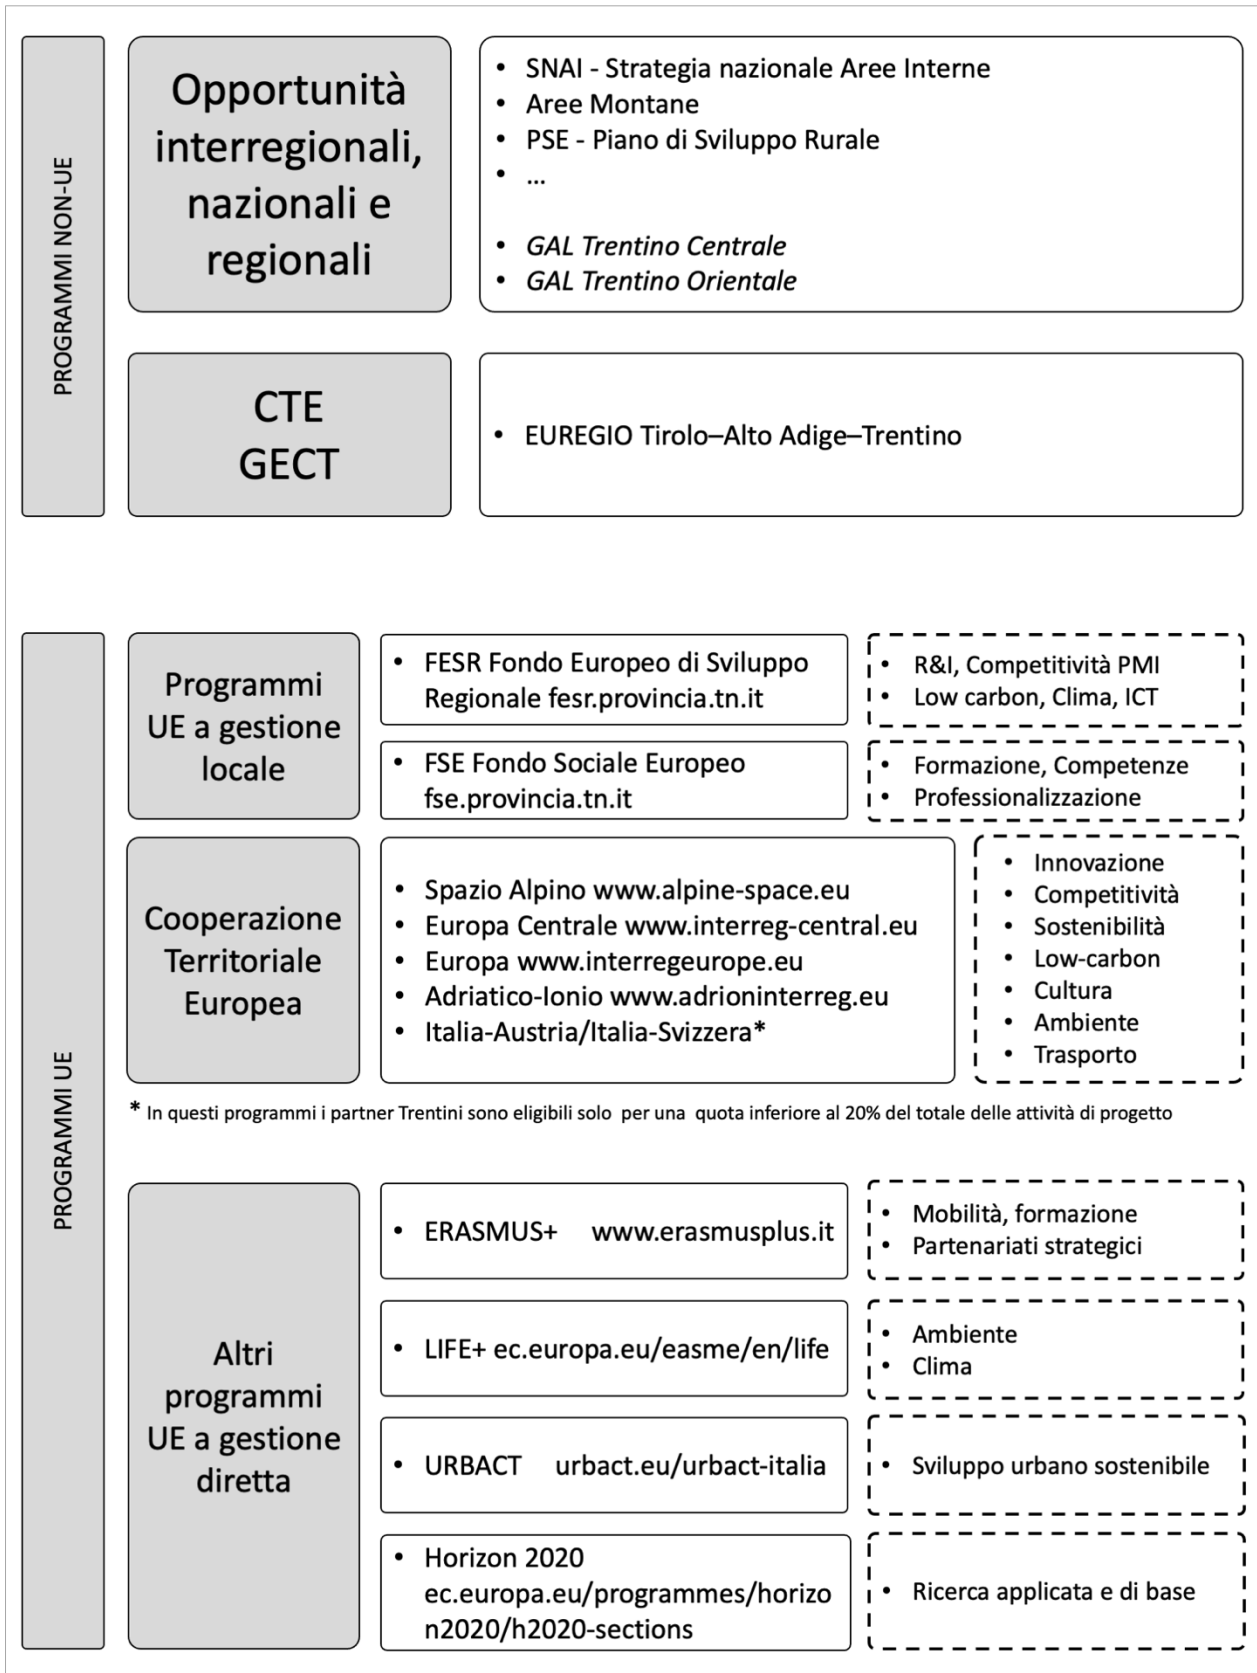 PROGRAMMI NON-UE
Opportunità
interregionali,
nazionali e
regionali
• SNAI - Strategia nazionale Aree Interne
• Aree Montane
• PSE - Piano di Sviluppo Rurale
• ...
• GAL Trentino Centrale
• GAL Trentino Orientale
CTE
GECT
• EUREGIO Tirolo–Alto Adige–Trentino
PROGRAMMI UE
Programmi
UE a gestione
locale
• FESR Fondo Europeo di Sviluppo
Regionale fesr.provincia.tn.it
• R&I, Competitività PMI
• Low carbon, Clima, ICT
• FSE Fondo Sociale Europeo
fse.provincia.tn.it
• Formazione, Competenze
• Professionalizzazione
Cooperazione
Territoriale
Europea
• Spazio Alpino www.alpine-space.eu
• Europa Centrale www.interreg-central.eu
• Europa www.interregeurope.eu
• Adriatico-Ionio www.adrioninterreg.eu
• Italia-Austria/Italia-Svizzera*
• Innovazione
• Competitività
• Sostenibilità
• Low-carbon
• Cultura
• Ambiente
• Trasporto
* In questi programmi i partner Trentini sono eligibili solo per una quota inferiore al 20% del totale delle attività di progetto
Altri
programmi
UE a gestione
diretta
• ERASMUS+ www.erasmusplus.it
• Mobilità, formazione
• Partenariati strategici
• LIFE+ ec.europa.eu/easme/en/life
• Ambiente
• Clima
• URBACT urbact.eu/urbact-italia
• Sviluppo urbano sostenibile
• Horizon 2020
ec.europa.eu/programmes/horizo
n2020/h2020-sections
• Ricerca applicata e di base